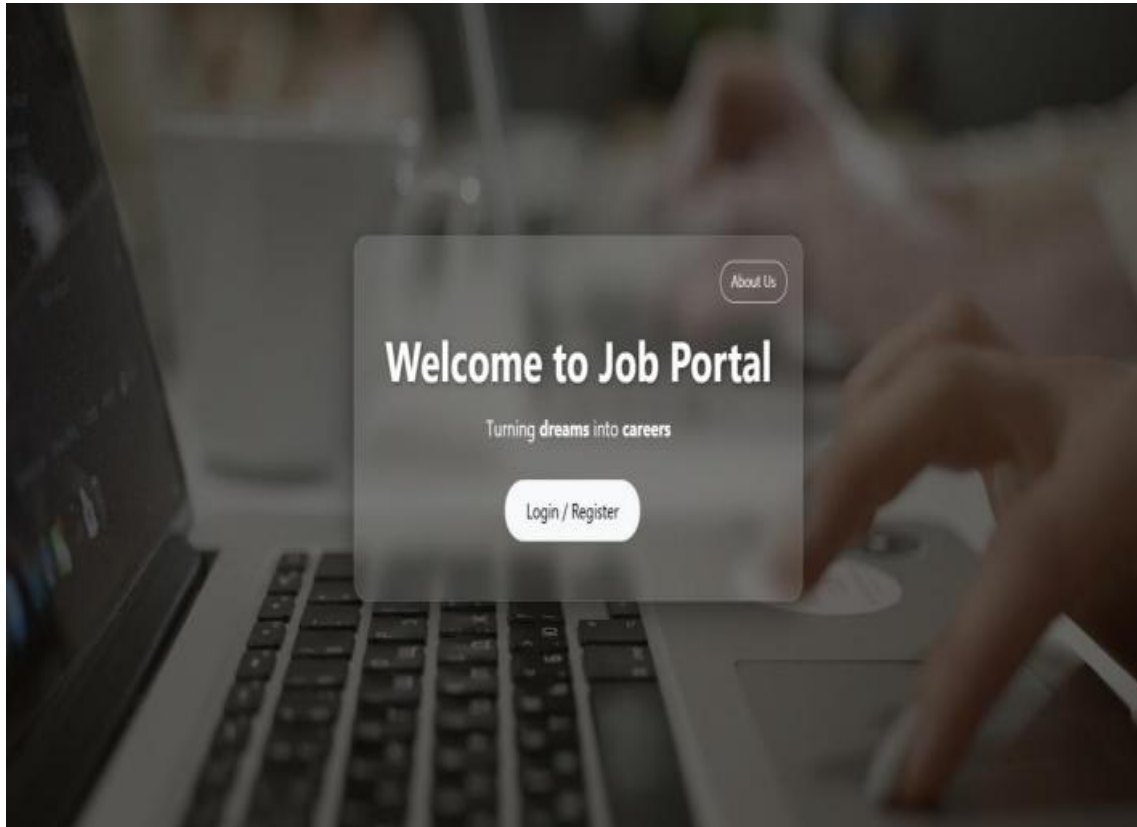 About Us
Welcome to Job Portal
Turning dreams into careers
Login / Register